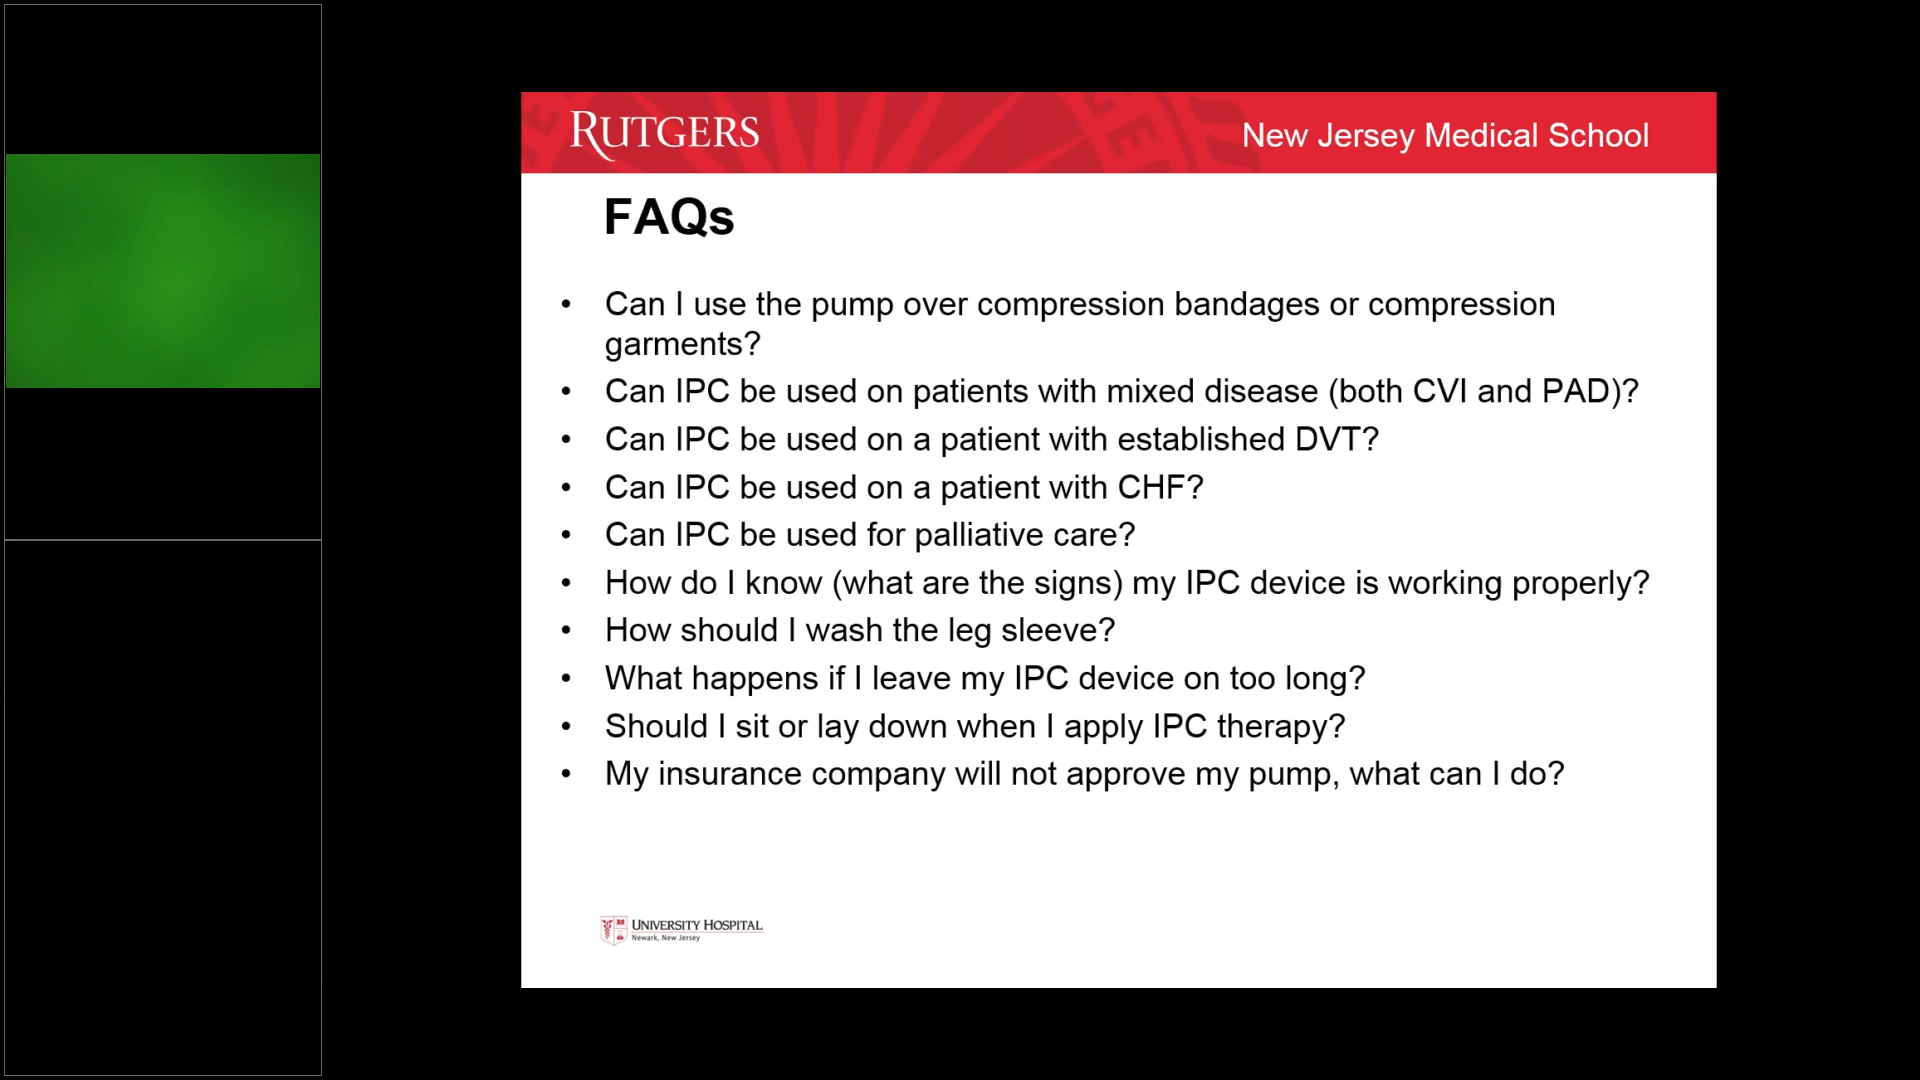 RUTGERS
New Jersey Medical School
FAQs
• Can I use the pump over compression bandages or compression
garments?
• Can IPC be used on patients with mixed disease (both CVI and PAD)?
• Can IPC be used on a patient with established DVT?
• Can IPC be used on a patient with CHF?
• Can IPC be used for palliative care?
• How do I know (what are the signs) my IPC device is working properly?
• How should I wash the leg sleeve?
• What happens if I leave my IPC device on too long?
• Should I sit or lay down when I apply IPC therapy?
• My insurance company will not approve my pump, what can I do?
UNIVERSITY HOSPITAL
Newark, New Jersey